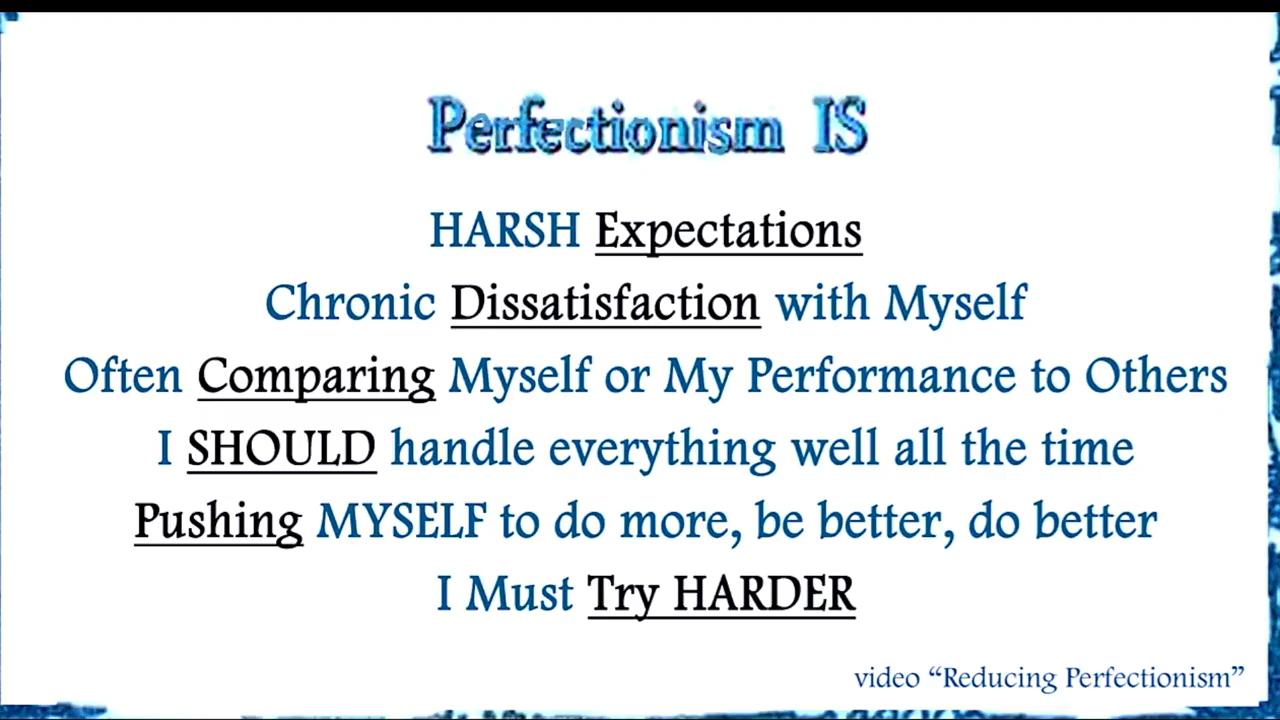 Perfectionism IS
HARSH Expectations
Chronic Dissatisfaction with Myself
Often Comparing Myself or My Performance to Others
I SHOULD handle everything well all the time
Pushing MYSELF to do more, be better, do better
I Must Try HARDER
video “Reducing Perfectionism”